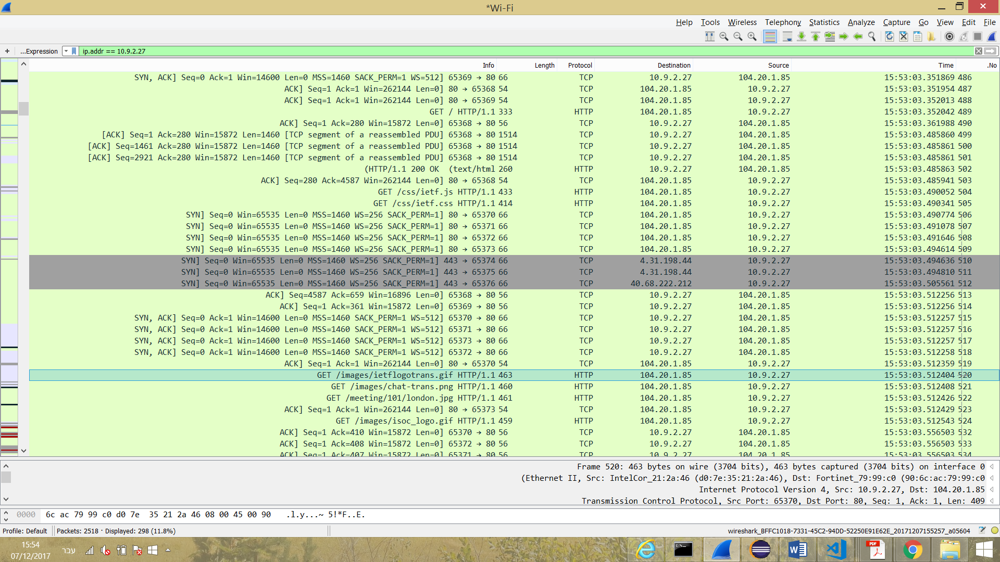 *Wi-Fi
Help Tools Wireless Telephony Statistics Analyze Capture Go View Edit File
+ ...Expression ip.addr == 10.9.2.27
Info Length Protocol Destination Source Time .No
SYN, ACK] Seq=0 Ack=1 Win=14600 Len=0 MSS=1460 SACK_PERM=1 WS=512] 65369 → 80 66 TCP 10.9.2.27 104.20.1.85 15:53:03.351869 486
ACK] Seq=1 Ack=1 Win=262144 Len=0] 80 → 65368 54 TCP 104.20.1.85 10.9.2.27 15:53:03.351954 487
ACK] Seq=1 Ack=1 Win=262144 Len=0] 80 → 65369 54 TCP 104.20.1.85 10.9.2.27 15:53:03.352013 488
GET / HTTP/1.1 333 HTTP 104.20.1.85 10.9.2.27 15:53:03.352042 489
ACK] Seq=1 Ack=280 Win=15872 Len=0] 65368 → 80 56 TCP 10.9.2.27 104.20.1.85 15:53:03.361988 490
[ACK] Seq=1 Ack=280 Win=15872 Len=1460 [TCP segment of a reassembled PDU] 65368 → 80 1514 TCP 10.9.2.27 104.20.1.85 15:53:03.485860 499
[ACK] Seq=1461 Ack=280 Win=15872 Len=1460 [TCP segment of a reassembled PDU] 65368 → 80 1514 TCP 10.9.2.27 104.20.1.85 15:53:03.485861 500
[ACK] Seq=2921 Ack=280 Win=15872 Len=1460 [TCP segment of a reassembled PDU] 65368 → 80 1514 TCP 10.9.2.27 104.20.1.85 15:53:03.485861 501
(HTTP/1.1 200 OK (text/html 260 HTTP 10.9.2.27 104.20.1.85 15:53:03.485863 502
ACK] Seq=280 Ack=4587 Win=262144 Len=0] 80 → 65368 54 TCP 104.20.1.85 10.9.2.27 15:53:03.485941 503
GET /css/ietf.js HTTP/1.1 433 HTTP 104.20.1.85 10.9.2.27 15:53:03.490052 504
GET /css/ietf.css HTTP/1.1 414 HTTP 104.20.1.85 10.9.2.27 15:53:03.490341 505
SYN] Seq=0 Win=65535 Len=0 MSS=1460 WS=256 SACK_PERM=1] 80 → 65370 66 TCP 104.20.1.85 10.9.2.27 15:53:03.490774 506
SYN] Seq=0 Win=65535 Len=0 MSS=1460 WS=256 SACK_PERM=1] 80 → 65371 66 TCP 104.20.1.85 10.9.2.27 15:53:03.491078 507
SYN] Seq=0 Win=65535 Len=0 MSS=1460 WS=256 SACK_PERM=1] 80 → 65372 66 TCP 104.20.1.85 10.9.2.27 15:53:03.491646 508
SYN] Seq=0 Win=65535 Len=0 MSS=1460 WS=256 SACK_PERM=1] 80 → 65373 66 TCP 104.20.1.85 10.9.2.27 15:53:03.494614 509
SYN] Seq=0 Win=65535 Len=0 MSS=1460 WS=256 SACK_PERM=1] 443 → 65374 66 TCP 4.31.198.44 10.9.2.27 15:53:03.494636 510
SYN] Seq=0 Win=65535 Len=0 MSS=1460 WS=256 SACK_PERM=1] 443 → 65375 66 TCP 4.31.198.44 10.9.2.27 15:53:03.494810 511
SYN] Seq=0 Win=65535 Len=0 MSS=1460 WS=256 SACK_PERM=1] 443 → 65376 66 TCP 40.68.222.212 10.9.2.27 15:53:03.505561 512
ACK] Seq=4587 Ack=659 Win=16896 Len=0] 65368 → 80 56 TCP 10.9.2.27 104.20.1.85 15:53:03.512256 513
ACK] Seq=1 Ack=361 Win=15872 Len=0] 65369 → 80 56 TCP 10.9.2.27 104.20.1.85 15:53:03.512256 514
SYN, ACK] Seq=0 Ack=1 Win=14600 Len=0 MSS=1460 SACK_PERM=1 WS=512] 65370 → 80 66 TCP 10.9.2.27 104.20.1.85 15:53:03.512257 515
SYN, ACK] Seq=0 Ack=1 Win=14600 Len=0 MSS=1460 SACK_PERM=1 WS=512] 65371 → 80 66 TCP 10.9.2.27 104.20.1.85 15:53:03.512257 516
SYN, ACK] Seq=0 Ack=1 Win=14600 Len=0 MSS=1460 SACK_PERM=1 WS=512] 65373 → 80 66 TCP 10.9.2.27 104.20.1.85 15:53:03.512257 517
SYN, ACK] Seq=0 Ack=1 Win=14600 Len=0 MSS=1460 SACK_PERM=1 WS=512] 65372 → 80 66 TCP 10.9.2.27 104.20.1.85 15:53:03.512258 518
ACK] Seq=1 Ack=1 Win=262144 Len=0] 80 → 65370 54 TCP 104.20.1.85 10.9.2.27 15:53:03.512359 519
GET /images/ietflogotrans.gif HTTP/1.1 463 HTTP 104.20.1.85 10.9.2.27 15:53:03.512404 520
GET /images/chat-trans.png HTTP/1.1 460 HTTP 104.20.1.85 10.9.2.27 15:53:03.512408 521
GET /meeting/101/london.jpg HTTP/1.1 461 HTTP 104.20.1.85 10.9.2.27 15:53:03.512426 522
ACK] Seq=1 Ack=1 Win=262144 Len=0] 80 → 65373 54 TCP 104.20.1.85 10.9.2.27 15:53:03.512429 523
GET /images/isoc_logo.gif HTTP/1.1 459 HTTP 104.20.1.85 10.9.2.27 15:53:03.512543 524
ACK] Seq=1 Ack=410 Win=15872 Len=0] 65370 → 80 56 TCP 10.9.2.27 104.20.1.85 15:53:03.556503 532
ACK] Seq=1 Ack=408 Win=15872 Len=0] 65372 → 80 56 TCP 10.9.2.27 104.20.1.85 15:53:03.556503 533
ACK] Seq=1 Ack=407 Win=15872 Len=0] 65371 → 80 56 TCP 10.9.2.27 104.20.1.85 15:53:03.556503 534
Frame 520: 463 bytes on wire (3704 bits), 463 bytes captured (3704 bits) on interface 0
(Ethernet II, Src: IntelCor_21:2a:46 (d0:7e:35:21:2a:46), Dst: Fortinet_79:99:c0 (90:6c:ac:79:99:c0
Internet Protocol Version 4, Src: 10.9.2.27, Dst: 104.20.1.85
Transmission Control Protocol, Src Port: 65370, Dst Port: 80, Seq: 1, Ack: 1, Len: 409
0000 6c ac 79 99 c0 d0 7e 35 21 2a 46 08 00 45 00 90 .l.y...~ 5!*F..E.
Profile: Default Packets: 2518 · Displayed: 298 (11.8%) wireshark_BFFC1018-7331-45C2-94DD-52250E91E62E_20171207155257_a05604
15:54
07/12/2017
עבר
PDF